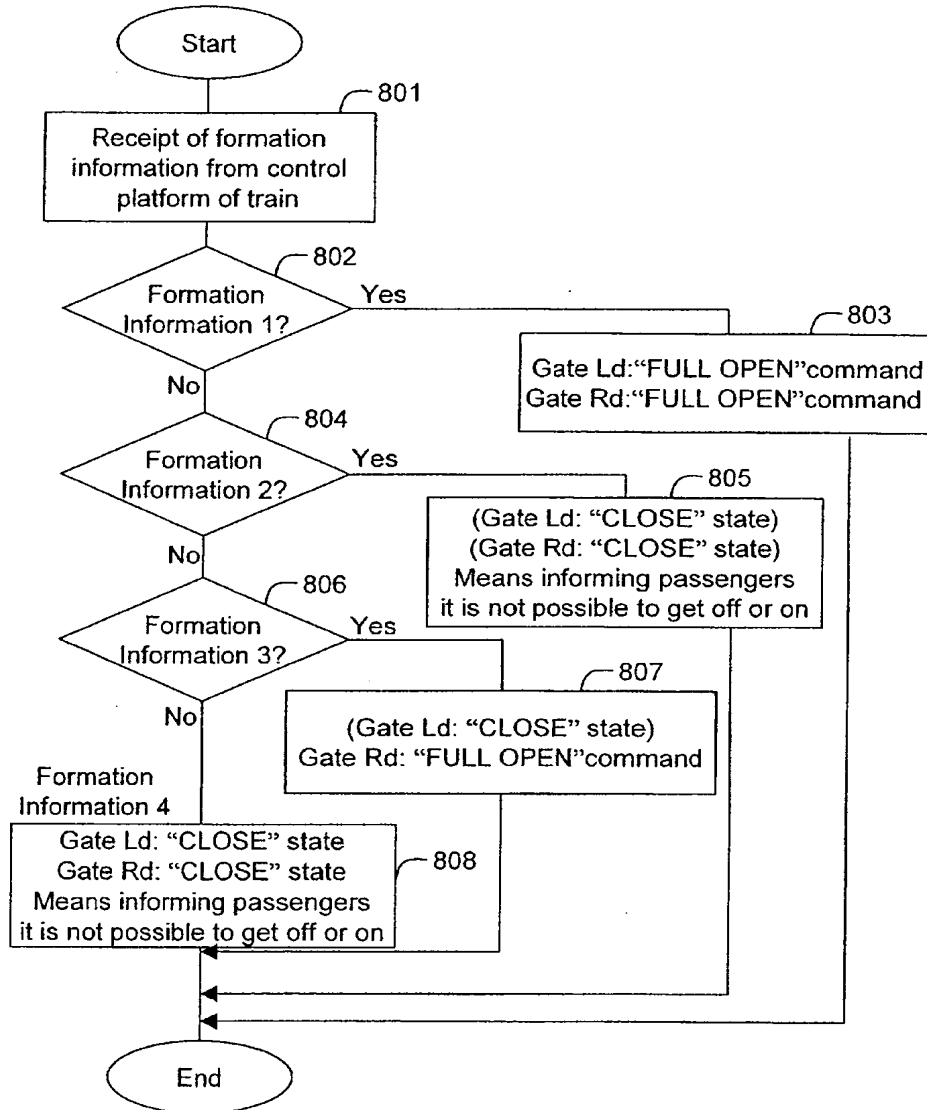 Start
801
Receipt of formation
information from control
platform of train
802
Formation
Information 1?
Yes
No
803
Gate Ld:“FULL OPEN”command
Gate Rd:“FULL OPEN”command
804
Formation
Information 2?
Yes
No
805
(Gate Ld: “CLOSE” state)
(Gate Rd: “CLOSE” state)
Means informing passengers
it is not possible to get off or on
806
Formation
Information 3?
Yes
No
807
(Gate Ld: “CLOSE” state)
Gate Rd: “FULL OPEN”command
Formation
Information 4
Gate Ld: “CLOSE” state
Gate Rd: “CLOSE” state
Means informing passengers
it is not possible to get off or on
808
End